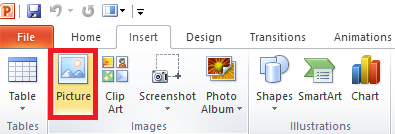 P
File Home Insert Design Transitions Animations
Table Picture Clip Art Screenshot Photo Album Shapes SmartArt Chart
Tables Images Illustrations